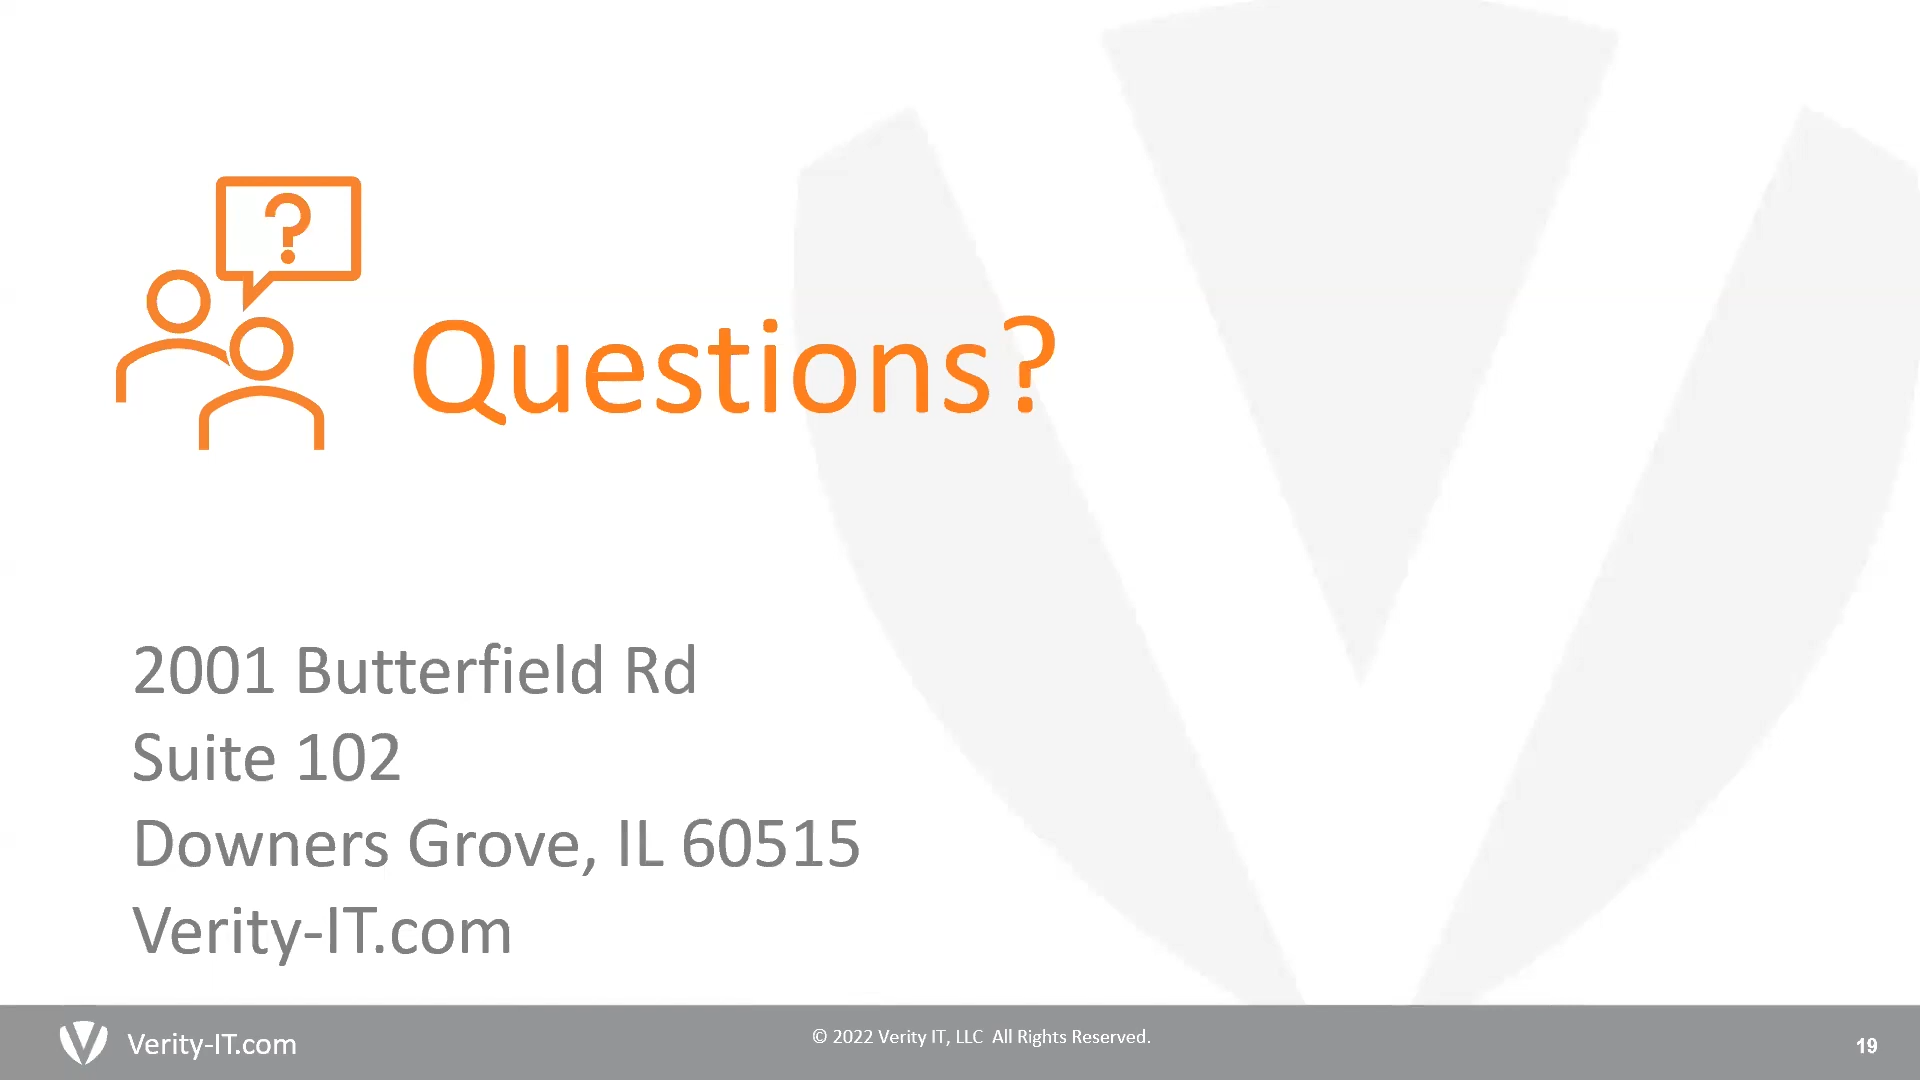 ?
Questions?
2001 Butterfield Rd
Suite 102
Downers Grove, IL 60515
Verity-IT.com
Verity-IT.com
© 2022 Verity IT, LLC  All Rights Reserved.
19